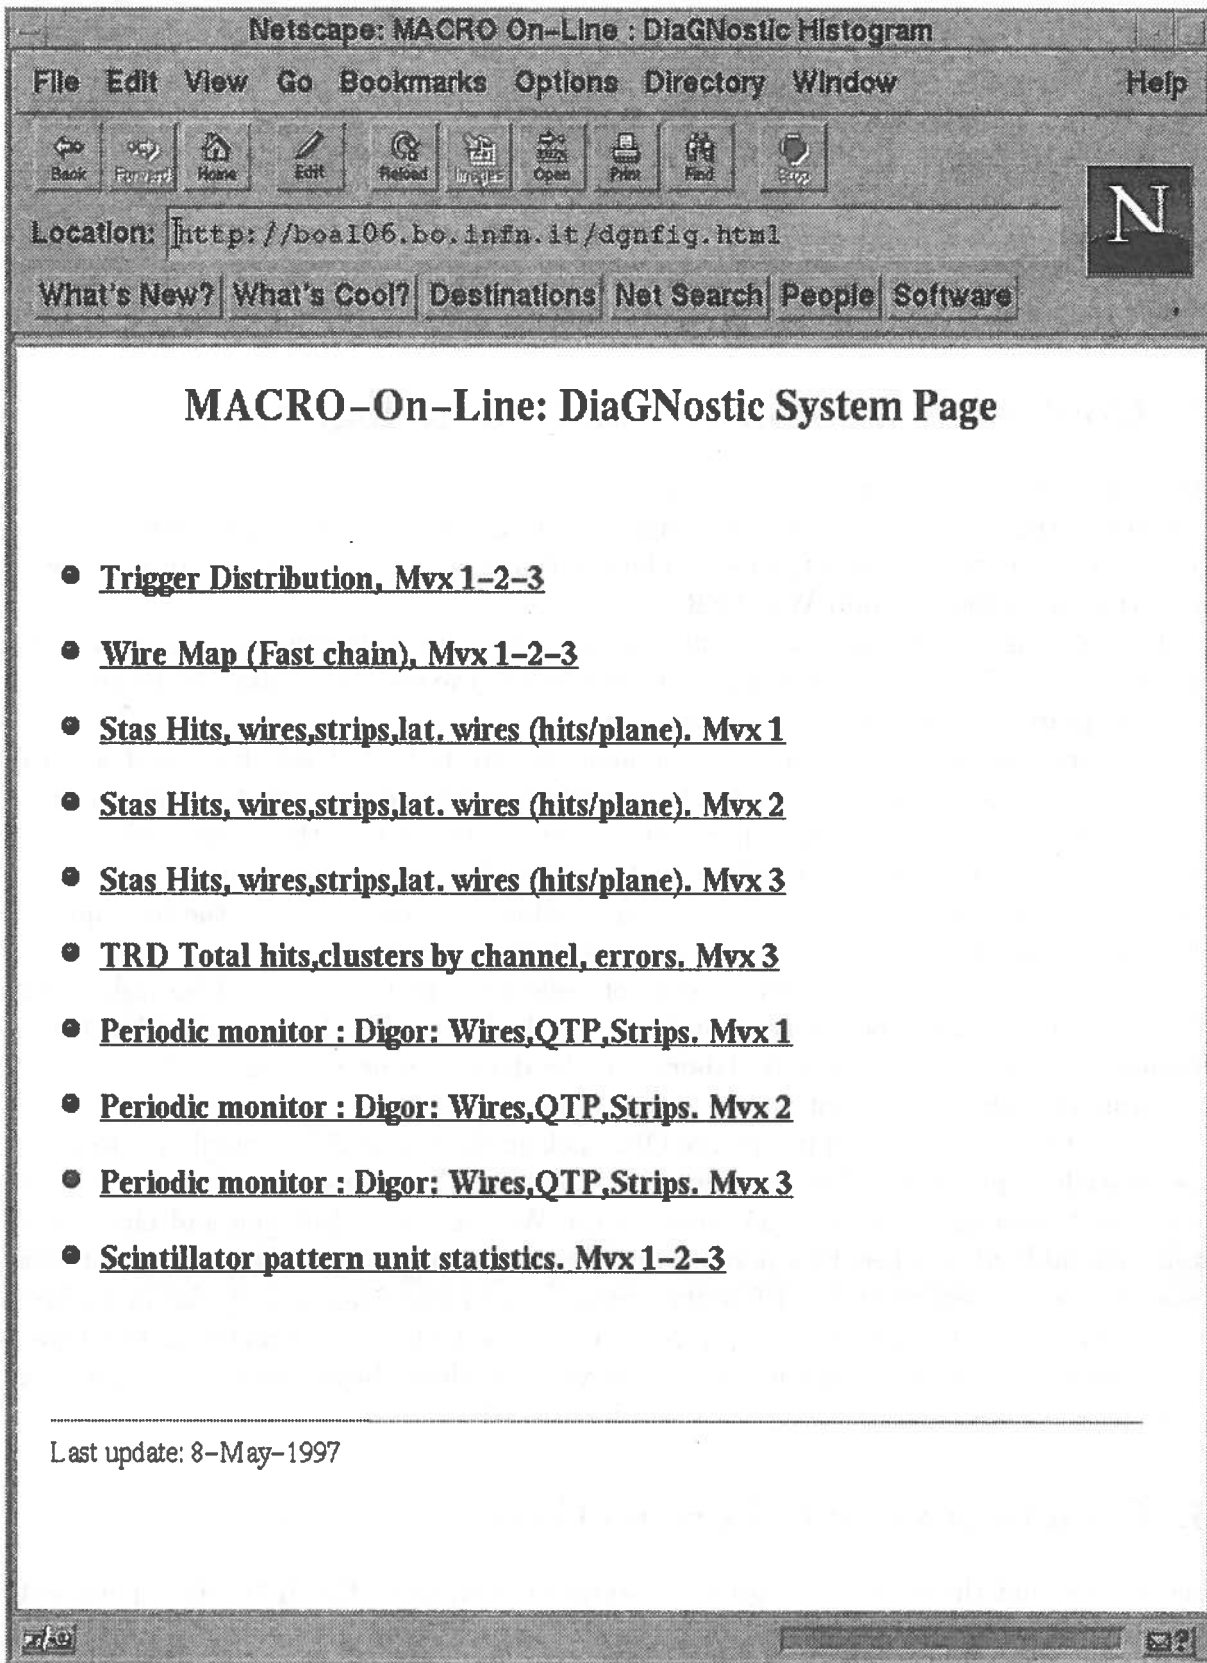 Netscape: MACRO On-Line : DiaGNostic Histogram
File Edit View Go Bookmarks Options Directory Window Help
Back Forward Home Edit Reload Images Open Print Find Stop
Location: http://boa106.bo.infn.it/dgnfig.html
N
What's New? What's Cool? Destinations Net Search People Software
MACRO-On-Line: DiaGNostic System Page
Trigger Distribution, Mvx 1-2-3
Wire Map (Fast chain), Mvx 1-2-3
Stas Hits, wires,strips,lat. wires (hits/plane). Mvx 1
Stas Hits, wires,strips,lat. wires (hits/plane). Mvx 2
Stas Hits, wires,strips,lat. wires (hits/plane). Mvx 3
TRD Total hits,clusters by channel, errors. Mvx 3
Periodic monitor : Digor: Wires,QTP,Strips. Mvx 1
Periodic monitor : Digor: Wires,QTP,Strips. Mvx 2
Periodic monitor : Digor: Wires,QTP,Strips. Mvx 3
Scintillator pattern unit statistics. Mvx 1-2-3
Last update: 8-May-1997